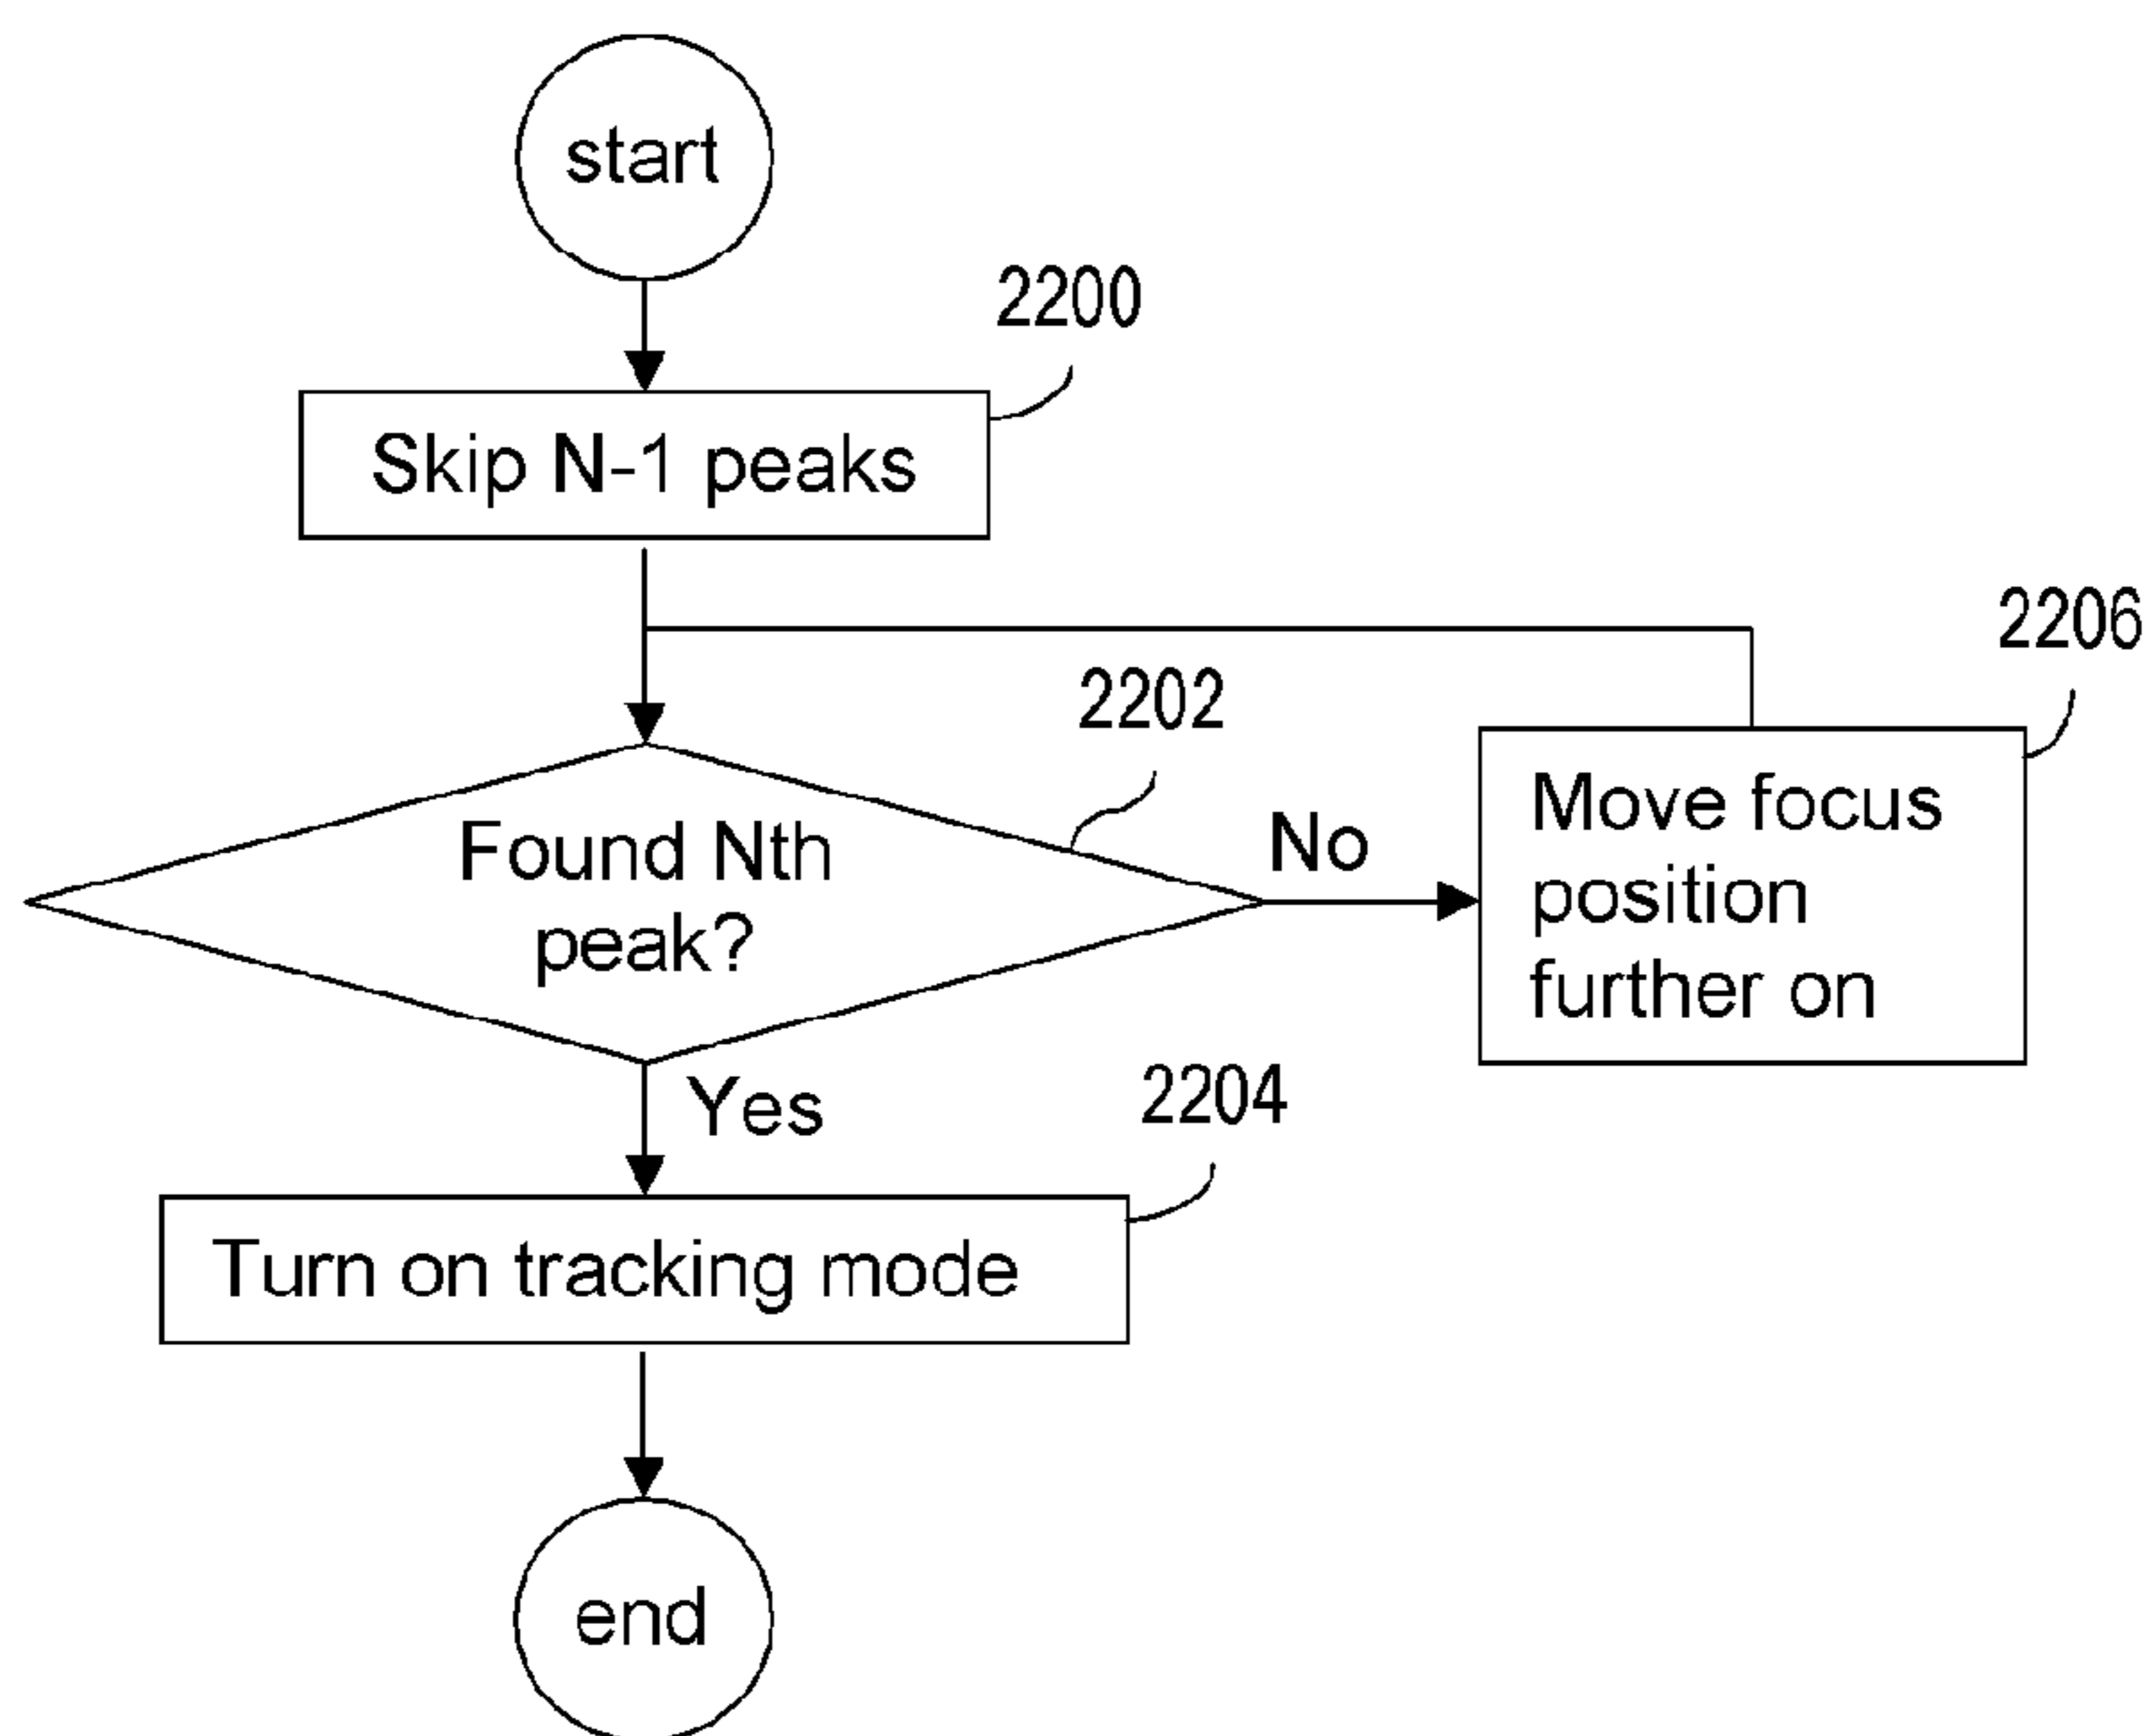 start
2200
Skip N-1 peaks
2206
2202
Found Nth
peak?
No
Move focus
position
further on
Yes
2204
Turn on tracking mode
end